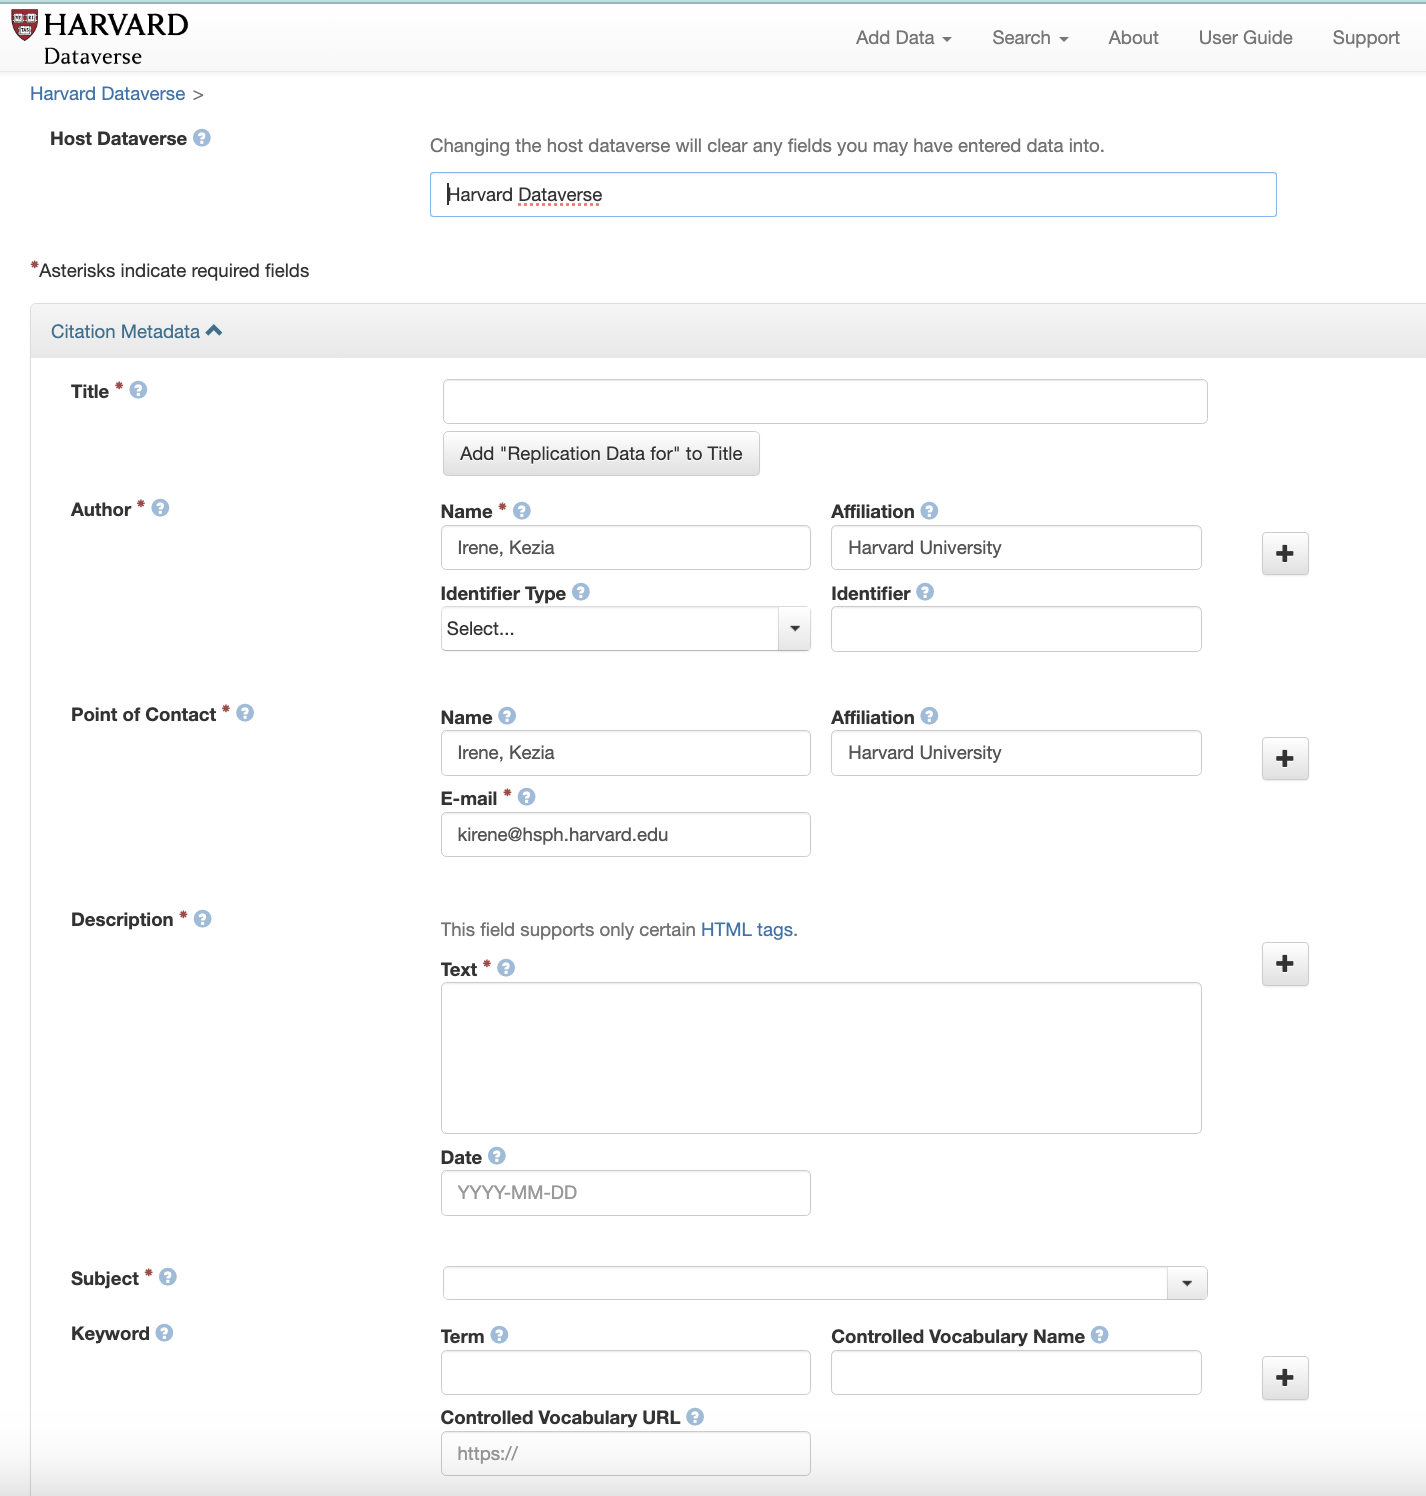 HARVARD
Dataverse
Add Data
Search
About
User Guide
Support
Harvard Dataverse >
Host Dataverse ?
Changing the host dataverse will clear any fields you may have entered data into.
Harvard Dataverse
*Asterisks indicate required fields
Citation Metadata
Title * ?
Add "Replication Data for" to Title
Author * ?
Name * ? Affiliation ?
Irene, Kezia Harvard University
+
Identifier Type ? Identifier ?
Select...
Point of Contact * ?
Name ? Affiliation ?
Irene, Kezia Harvard University
+
E-mail * ?
kirene@hsph.harvard.edu
Description * ?
This field supports only certain HTML tags.
+
Text * ?
Date ?
YYYY-MM-DD
Subject * ?
Keyword ?
Term ? Controlled Vocabulary Name ?
+
Controlled Vocabulary URL ?
https://